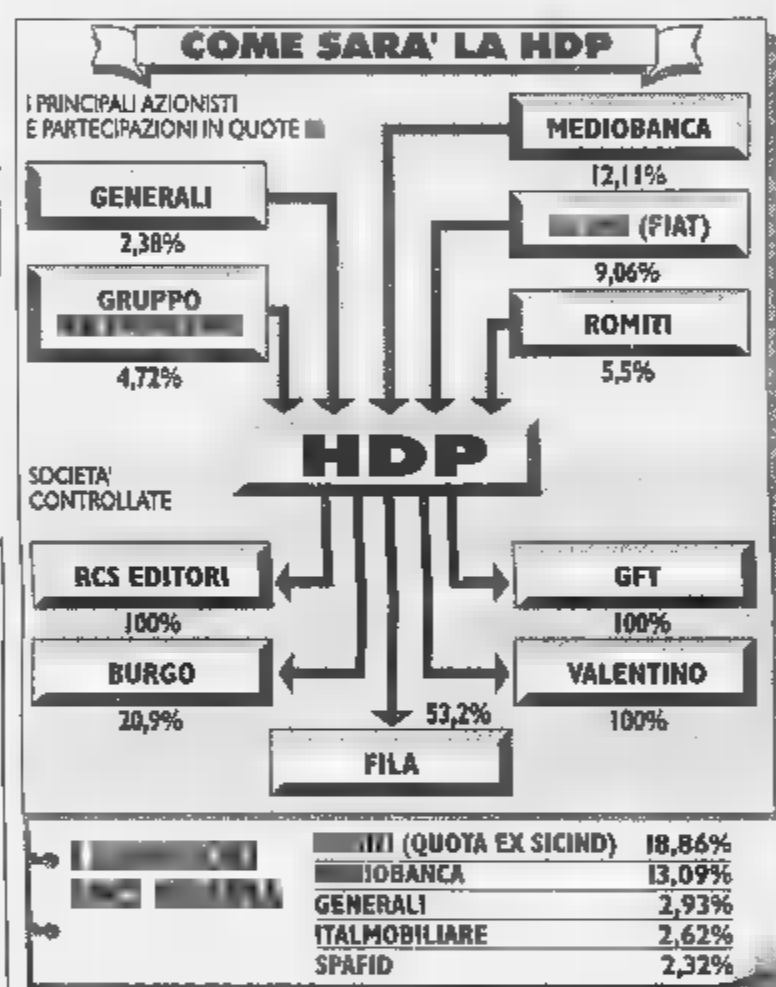 COME SARA' LA HDP
I PRINCIPALI AZIONISTI
E PARTECIPAZIONI IN QUOTE
MEDIOBANCA
12,11%
GENERALI
2,38%
(FIAT)
9,06%
GRUPPO
4,72%
ROMITI
5,5%
HDP
SOCIETA'
CONTROLLATE
RCS EDITORI
100%
GFT
100%
BURGO
20,9%
VALENTINO
100%
53,2%
FILA
(QUOTA EX SICIND) 18,86%
13,09%
GENERALI 2,93%
ITALMOBILIARE 2,62%
SPAFID 2,32%